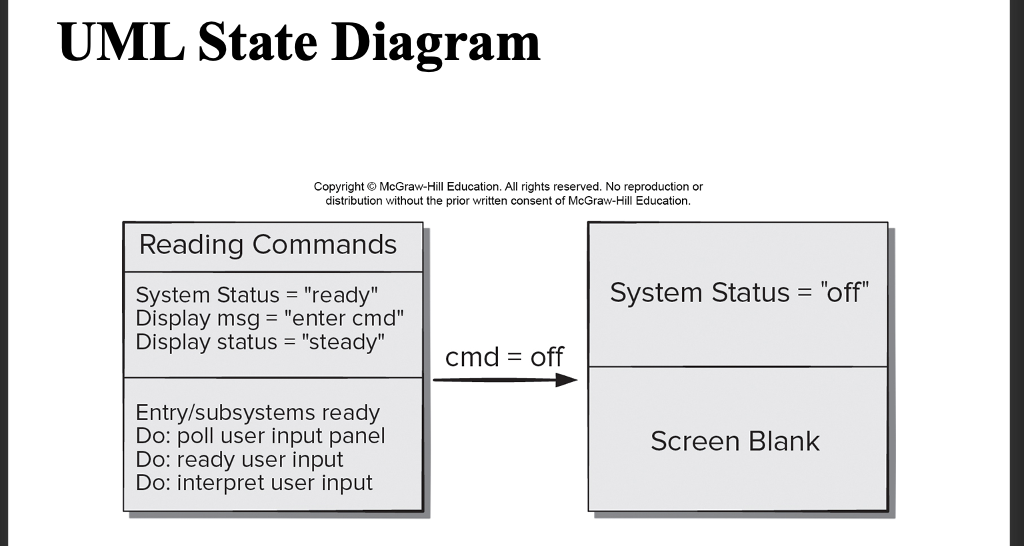 UML State Diagram
Copyright © McGraw-Hill Education. All rights reserved. No reproduction or
distribution without the prior written consent of McGraw-Hill Education.
Reading Commands
System Status = "ready"
Display msg = "enter cmd"
Display status = "steady"
Entry/subsystems ready
Do: poll user input panel
Do: ready user input
Do: interpret user input
cmd = off
System Status = "off"
Screen Blank